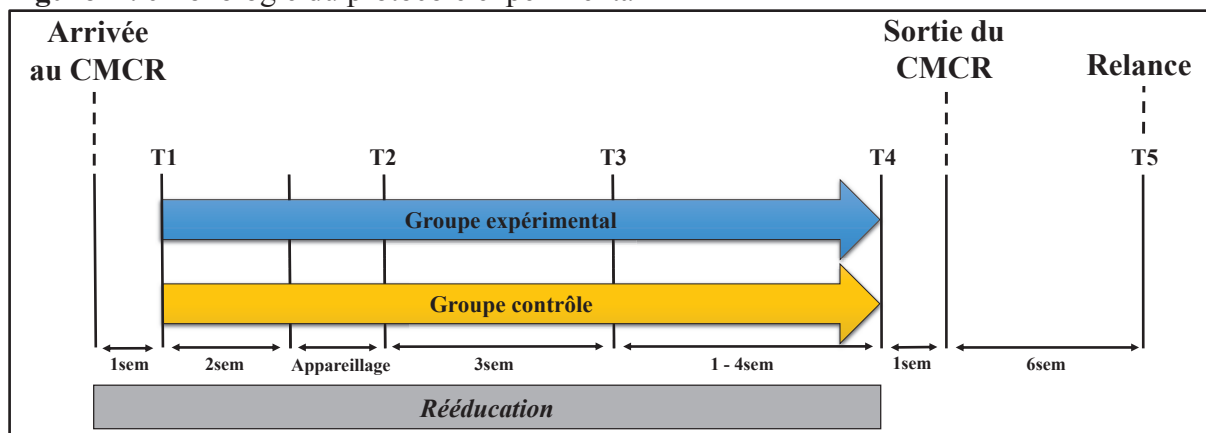 Arrivée
au CMCR
Sortie du
CMCR
Relance
T1
T2
T3
T4
T5
Groupe expérimental
Groupe contrôle
1sem
2sem
Appareillage
3sem
1 - 4sem
1sem
6sem
Rééducation